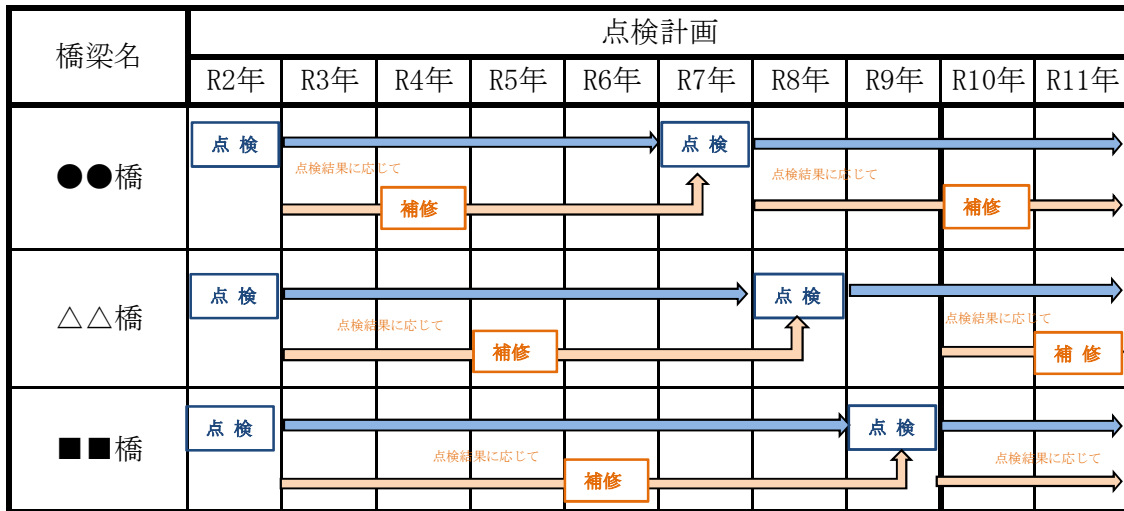 橋梁名
点検計画
R2年 R3年 R4年 R5年 R6年 R7年 R8年 R9年 R10年 R11年
●●橋
点 検
点検結果に応じて
補修
点 検
点検結果に応じて
補修
△△橋
点 検
点検結果に応じて
補修
点 検
点検結果に応じて
補 修
■■橋
点 検
点検結果に応じて
補修
点 検
点検結果に応じて